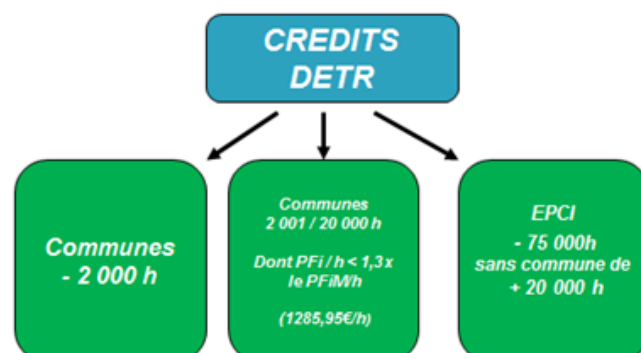 CREDITS
DETR
Communes
- 2 000 h
Communes
2 001 / 20 000 h
Dont PFi / h < 1,3 x
le PFiM/h
(1285,95€/h)
EPCI
- 75 000h
sans commune de
+ 20 000 h